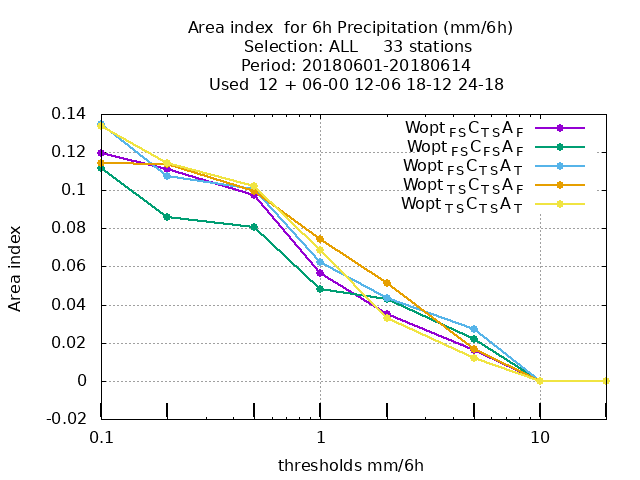 Area index  for 6h Precipitation (mm/6h)
Selection: ALL     33 stations
Period: 20180601-20180614
Used  12 + 06-00 12-06 18-12 24-18
0.14
0.12
0.1
0.08
0.06
0.04
0.02
0
-0.02
Area index
Wopt FS C TS A F
Wopt FS C FS A F
Wopt FS C TS A T
Wopt TS C TS A F
Wopt TS C TS A T
0.1 1 10
thresholds mm/6h